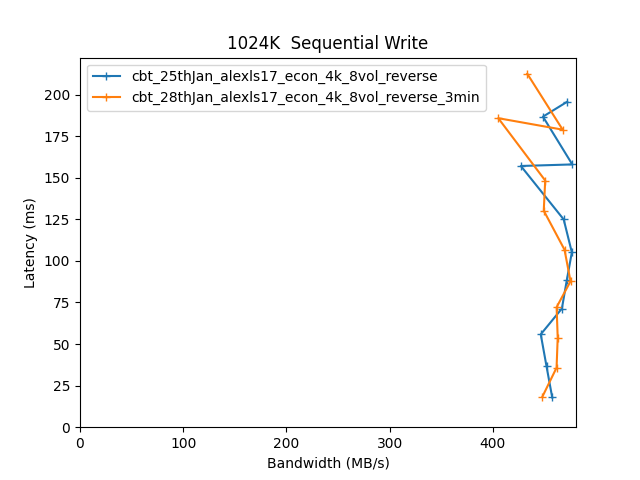 1024K  Sequential Write
cbt_25thJan_alexls17_econ_4k_8vol_reverse
cbt_28thJan_alexls17_econ_4k_8vol_reverse_3min
Latency (ms)
200
175
150
125
100
75
50
25
0
0 100 200 300 400
Bandwidth (MB/s)